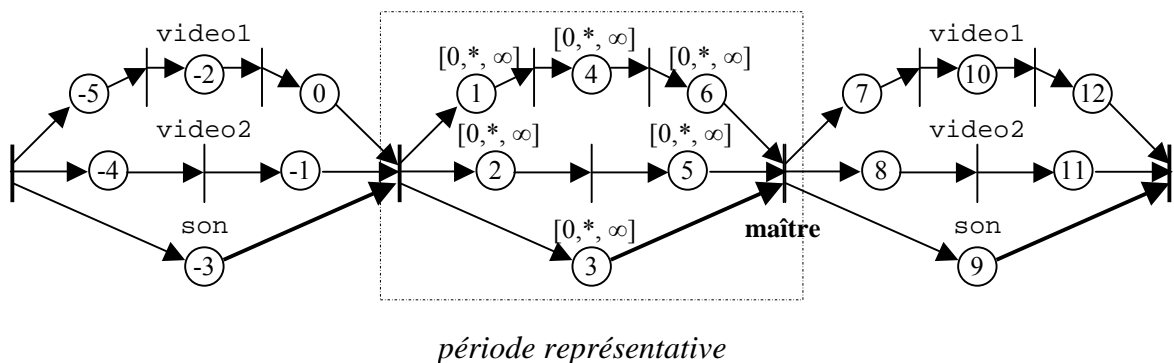 video1 [0,*, ∞] video1
[0,*, ∞] [0,*, ∞]
-5 -2 0 1 4 6 7 10 12
video2 [0,*, ∞] [0,*, ∞] video2
-4 -1 2 5 8 11
son [0,*, ∞] maître son
-3 3 9
période représentative